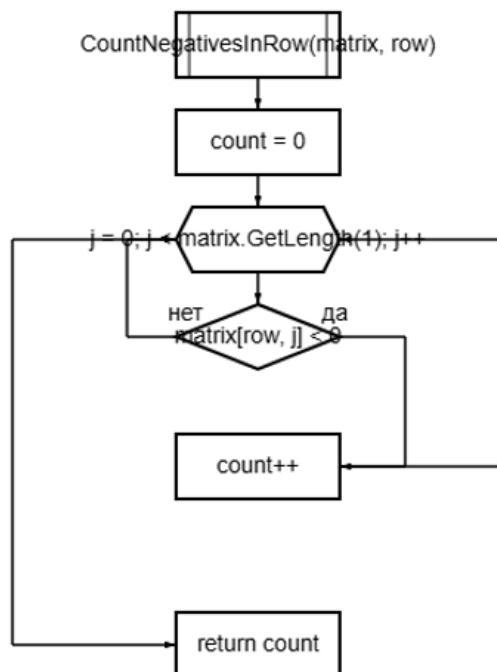 CountNegativesInRow(matrix, row)
count = 0
j = 0; j < matrix.GetLength(1); j++
нет
да
matrix[row, j] < 0
count++
return count